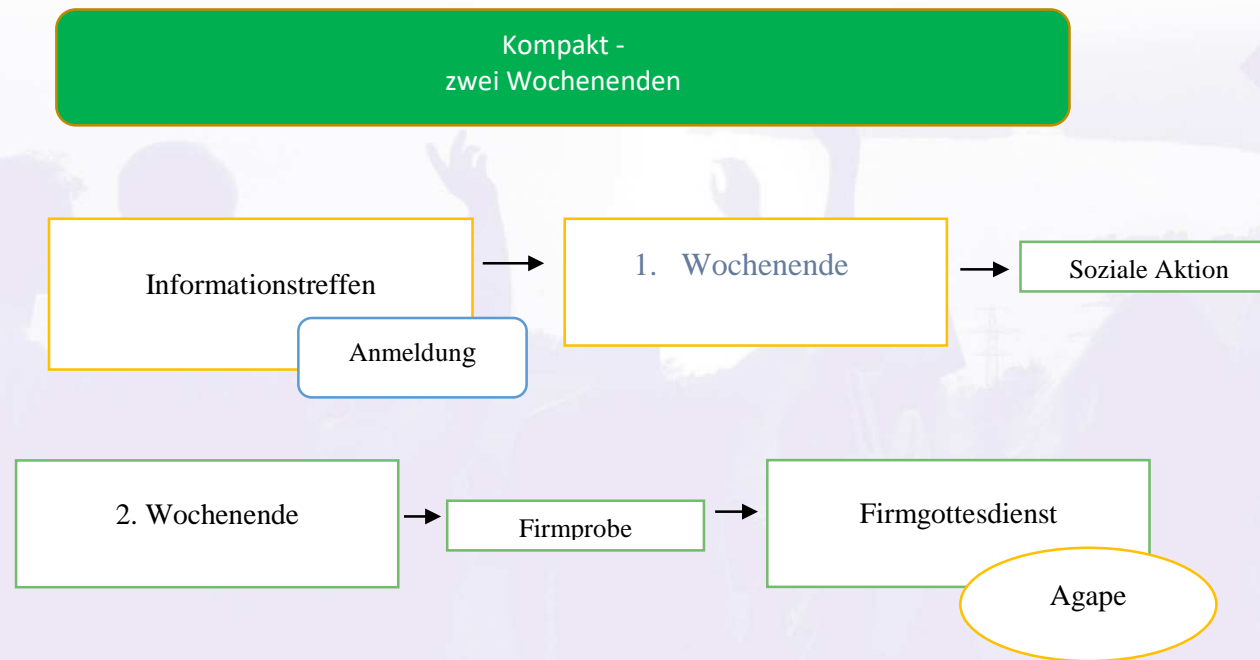 Kompakt -
zwei Wochenenden
Informationstreffen
Anmeldung
1. Wochenende
Soziale Aktion
2. Wochenende
Firmprobe
Firmgottesdienst
Agape